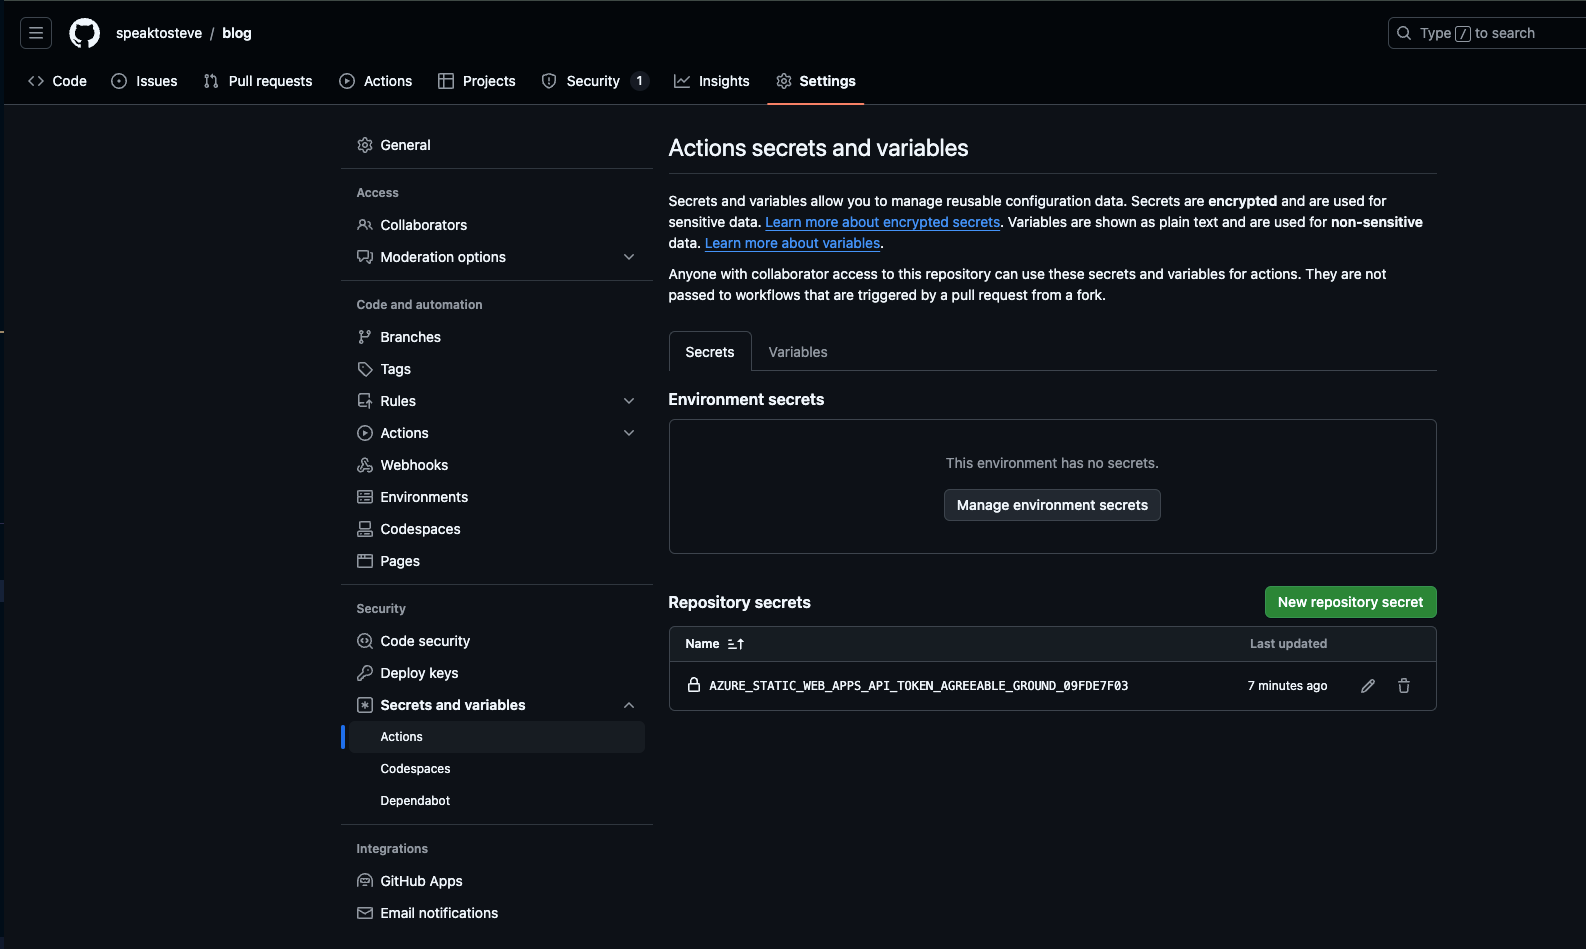 speaktosteve / blog
Type / to search
Code
Issues
Pull requests
Actions
Projects
Security 1
Insights
Settings
General
Access
Collaborators
Moderation options
Code and automation
Branches
Tags
Rules
Actions
Webhooks
Environments
Codespaces
Pages
Security
Code security
Deploy keys
Secrets and variables
Actions
Codespaces
Dependabot
Integrations
GitHub Apps
Email notifications
Actions secrets and variables
Secrets and variables allow you to manage reusable configuration data. Secrets are encrypted and are used for
sensitive data. Learn more about encrypted secrets. Variables are shown as plain text and are used for non-sensitive
data. Learn more about variables.
Anyone with collaborator access to this repository can use these secrets and variables for actions. They are not
passed to workflows that are triggered by a pull request from a fork.
Secrets
Variables
Environment secrets
This environment has no secrets.
Manage environment secrets
Repository secrets
New repository secret
Name
Last updated
AZURE_STATIC_WEB_APPS_API_TOKEN_AGREEABLE_GROUND_09FDE7F03
7 minutes ago